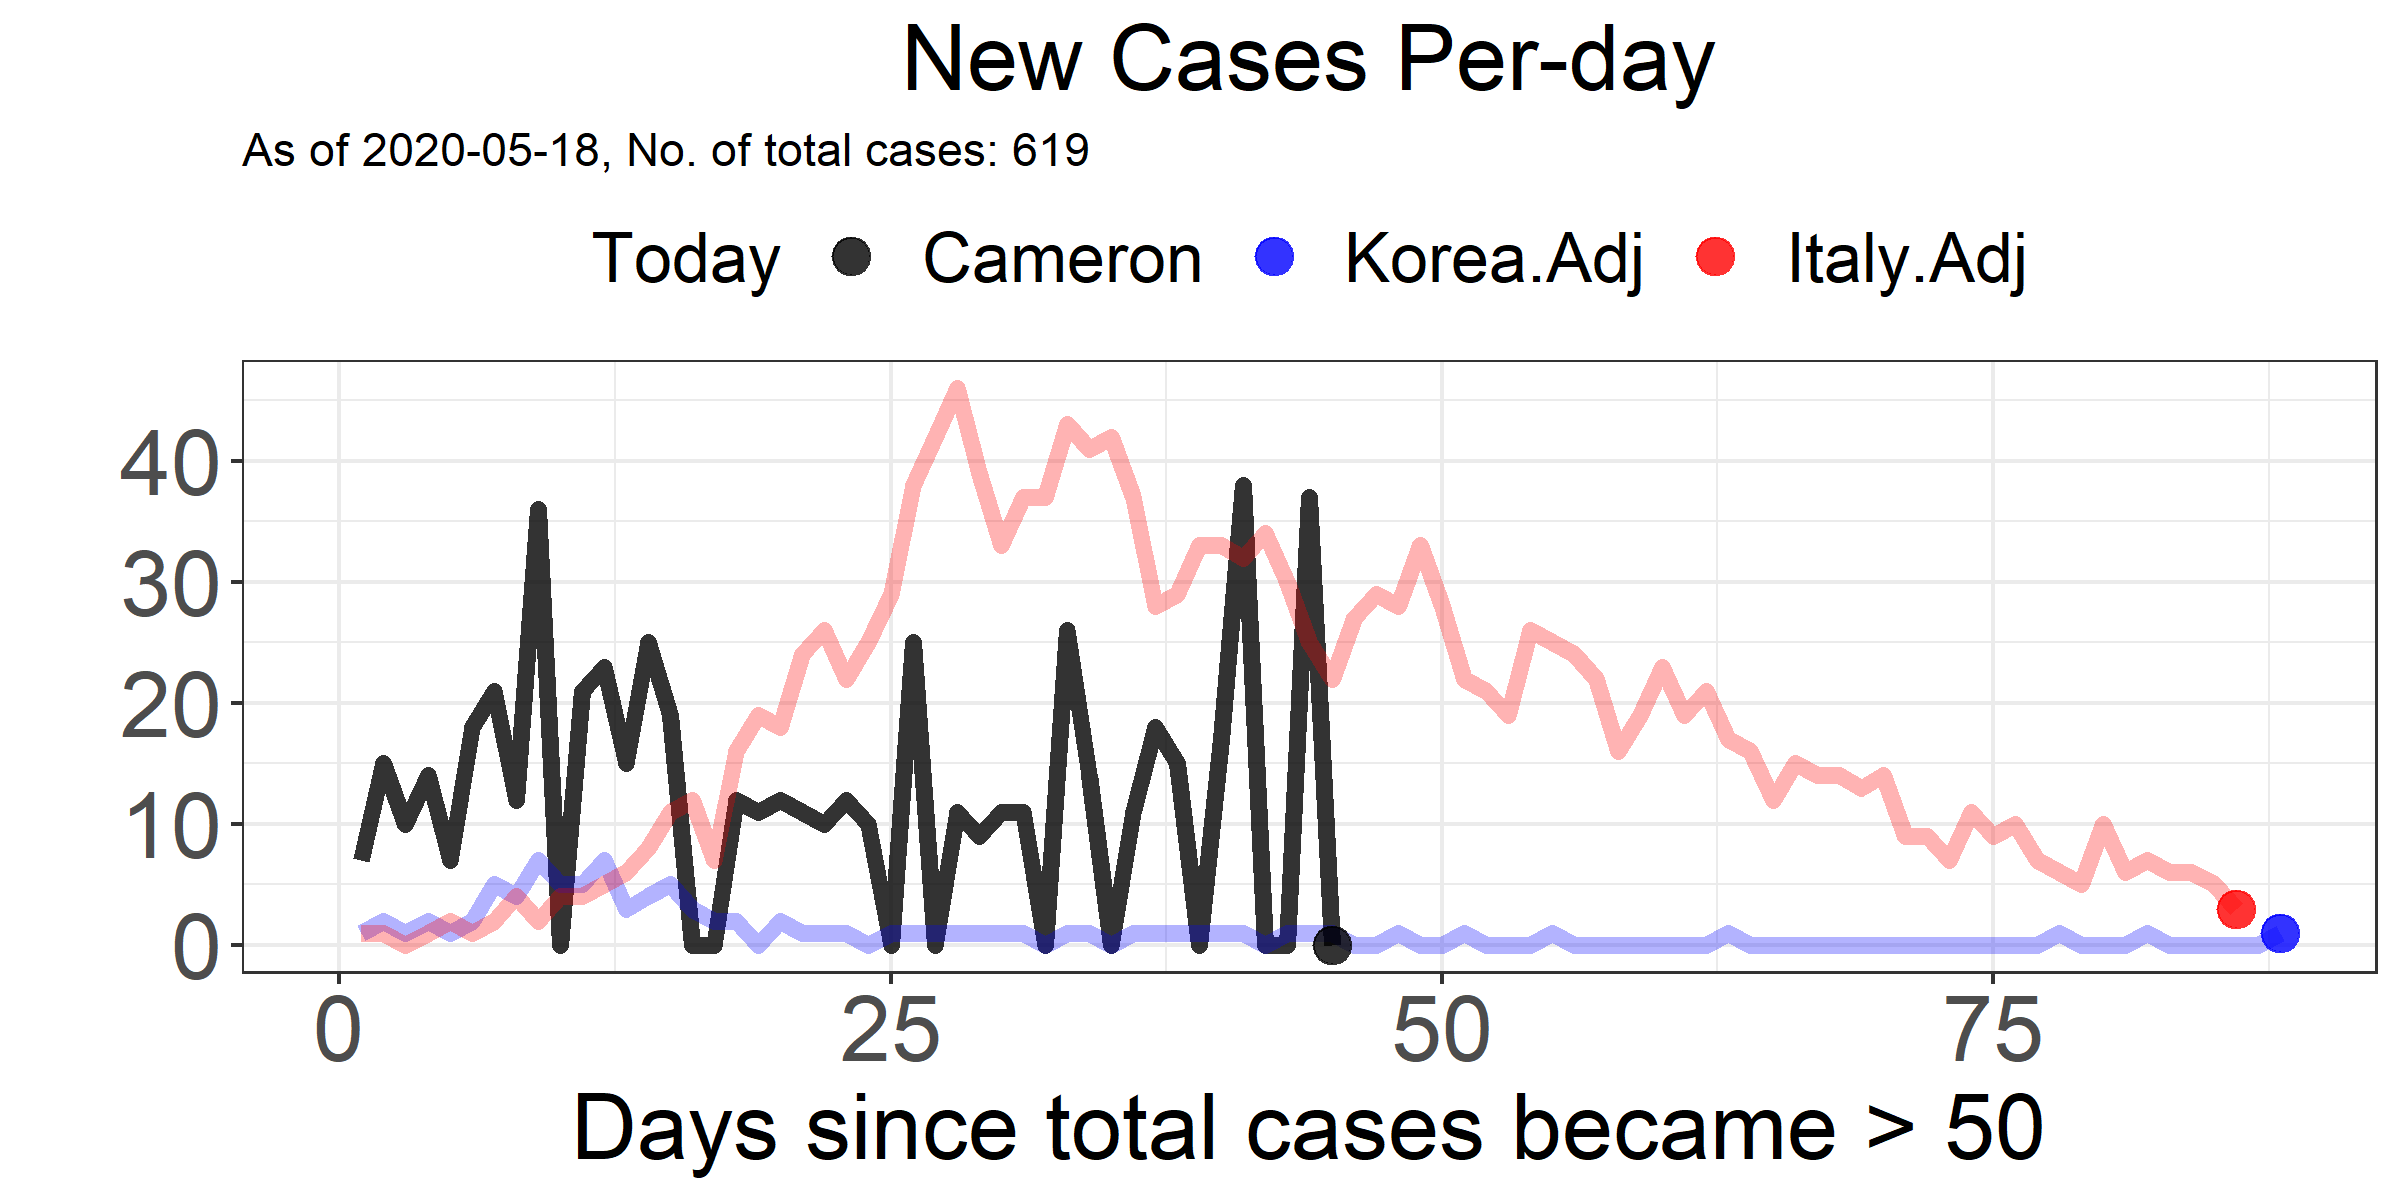 New Cases Per-day
As of 2020-05-18, No. of total cases: 619
Today Cameron Korea.Adj Italy.Adj
40
30
20
10
0
0 25 50 75
Days since total cases became > 50